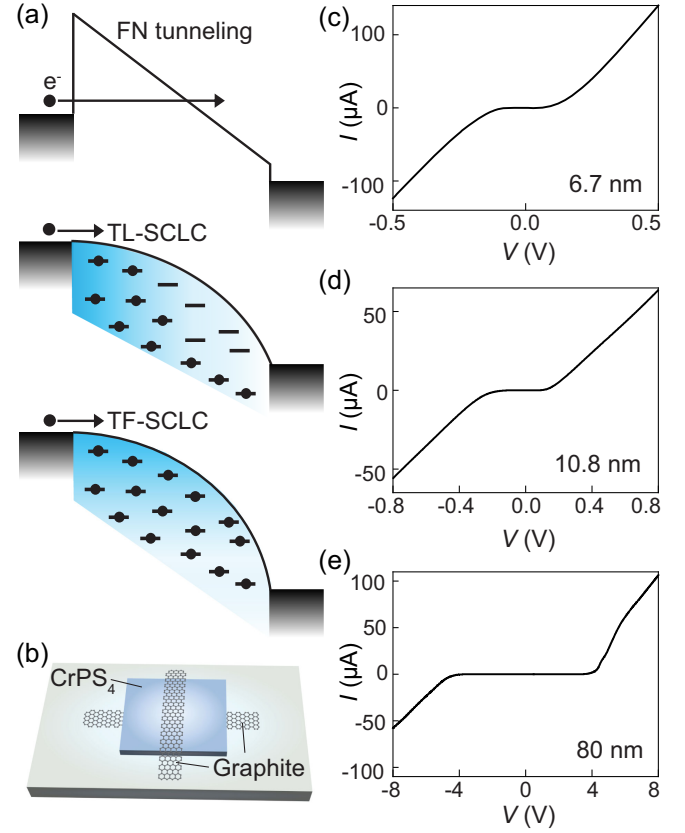 (a)
FN tunneling
e⁻
TL-SCLC
TF-SCLC
(b)
CrPS₄
Graphite
(c)
I (μA)
100
0
-100
-0.5
0.0
0.5
V (V)
6.7 nm
(d)
I (μA)
50
0
-50
-0.8
-0.4
0.0
0.4
0.8
V (V)
10.8 nm
(e)
I (μA)
100
50
0
-50
-100
-8
-4
0
4
8
V (V)
80 nm